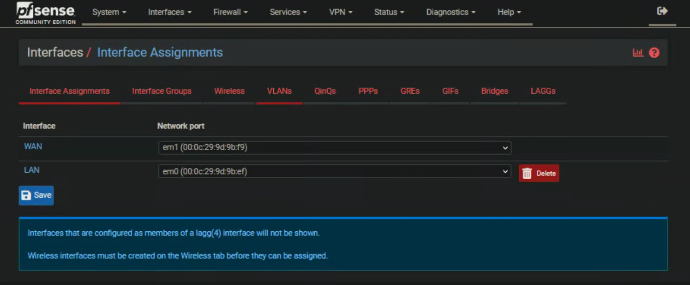 pfsense System Interfaces Firewall Services VPN Status Diagnostics Help
COMMUNITY EDITION
Interfaces / Interface Assignments
Interface Assignments Interface Groups Wireless VLANs QinQs PPPs GREs GIFs Bridges LAGGs
Interface Network port
WAN em1 (00:0c:29:9d:9b:f9)
LAN em0 (00:0c:29:9d:9b:ef) Delete
Save
Interfaces that are configured as members of a lagg(4) interface will not be shown.
Wireless interfaces must be created on the Wireless tab before they can be assigned.